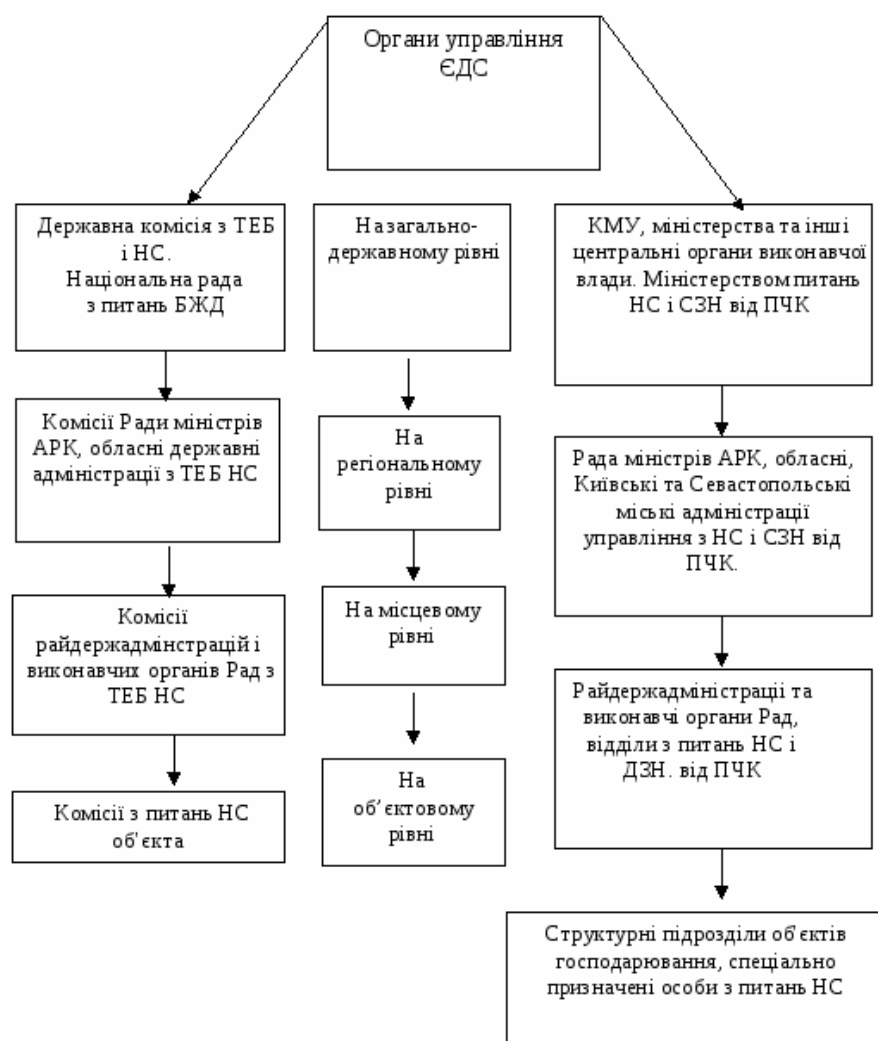 Органи управління
ЄДС
Державна комісія з ТЕБ
і НС.
Національна рада
з питань БЖД
На загально-
державному рівні
КМУ, міністерства та інші
центральні органи виконавчої
влади. Міністерством питань
НС і СЗН від ПЧК
Комісії Ради міністрів
АРК, обласні державні
адміністрації з ТЕБ НС
На
регіональному
рівні
Рада міністрів АРК, обласні,
Київські та Севастопольські
міські адміністрації
управління з НС і СЗН від
ПЧК.
Комісії
райдержадмінстрацій і
виконавчих органів Рад з
ТЕБ НС
На місцевому
рівні
Райдержадміністраціі та
виконавчі органи Рад,
відділи з питань НС і
ДЗН. від ПЧК
Комісії з питань НС
об'єкта
На
об’єктовому
рівні
Структурні підрозділи об'єктів
господарювання, спеціально
призначені особи з питань НС